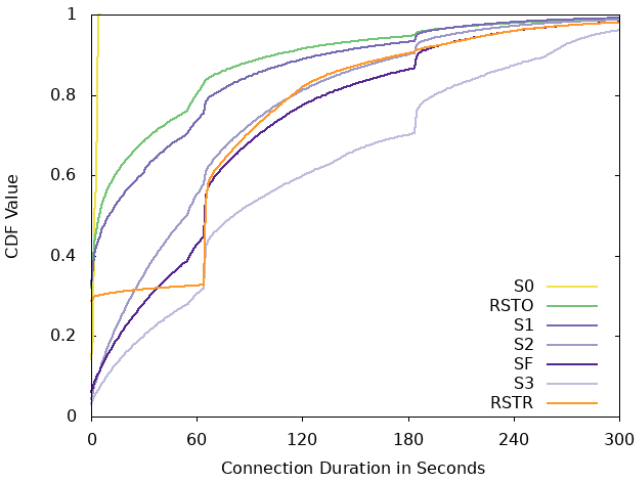 1
0.8
0.6
0.4
0.2
0
CDF Value
S0
RSTO
S1
S2
SF
S3
RSTR
0 60 120 180 240 300
Connection Duration in Seconds